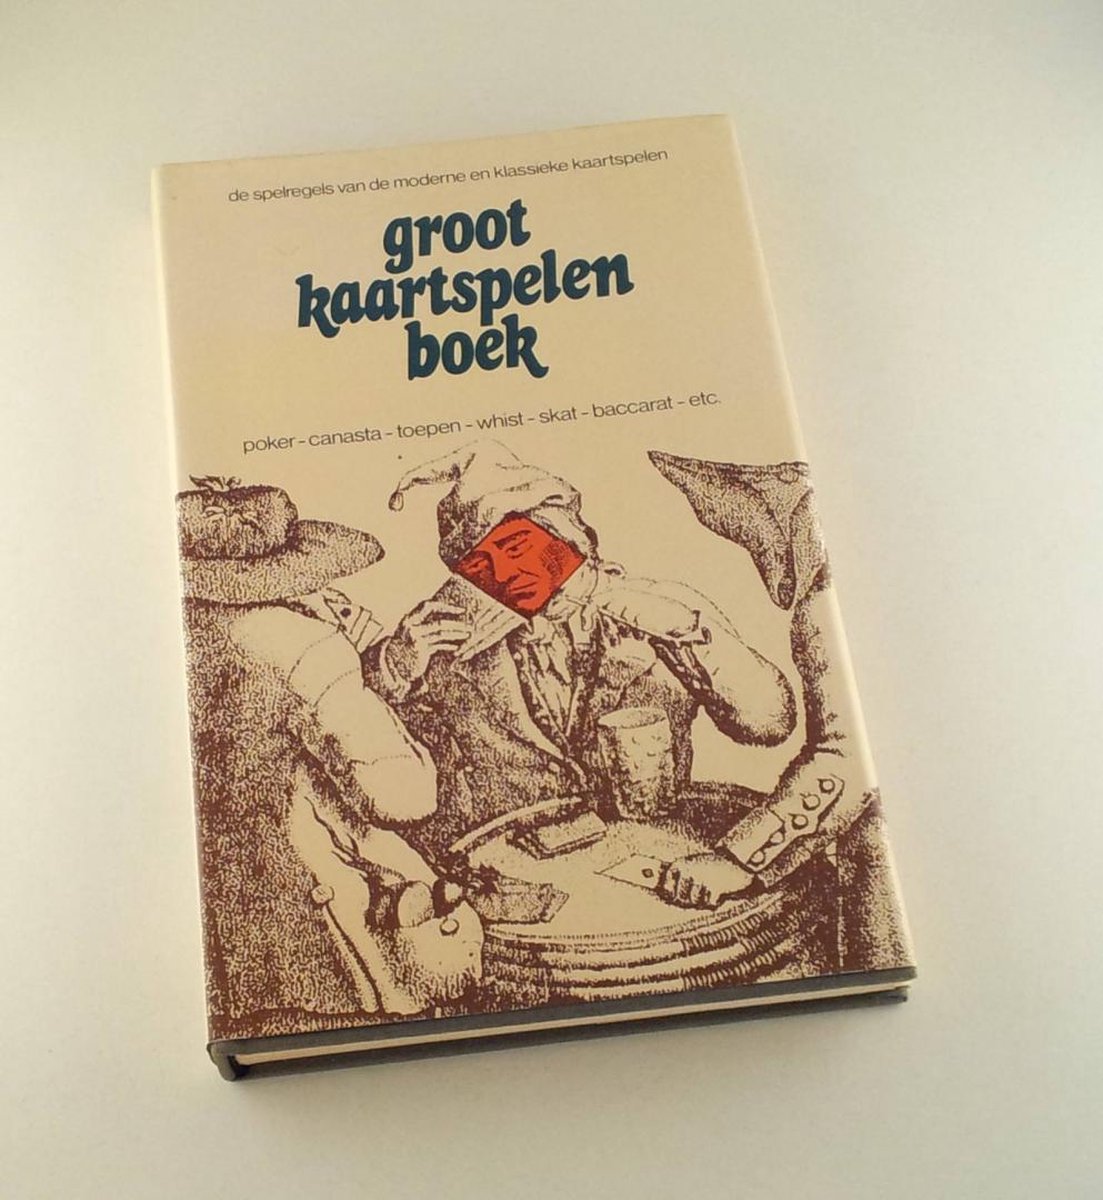 de spelregels van de moderne en klassieke kaartspelen
groot
kaartspelen
boek
poker - canasta - toepen - whist - skat - baccarat - etc.